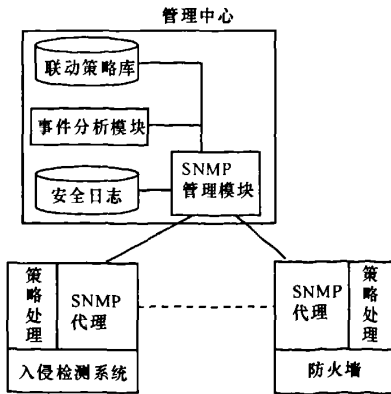 管理中心
联动策略库
事件分析模块
安全日志
SNMP
管理模块
策略处理
SNMP
代理
入侵检测系统
SNMP
代理
策略处理
防火墙